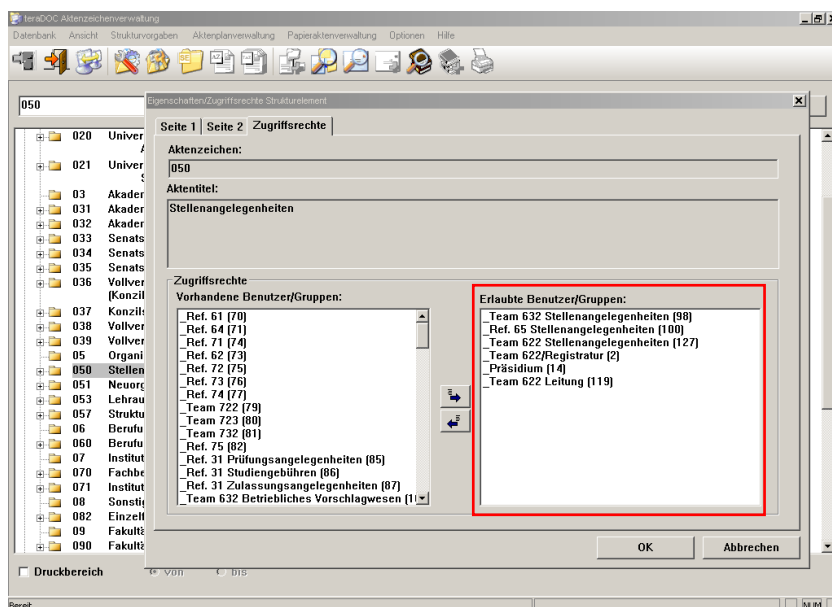 teraDOC Aktenzeichenverwaltung
Datenbank Ansicht Strukturvorgaben Aktenplanverwaltung Papieraktenverwaltung Optionen Hilfe
050
Eigenschaften/Zugriffsrechte Strukturelement
Seite 1 Seite 2 Zugriffsrechte
Aktenzeichen:
050
Aktentitel:
Stellenangelegenheiten
Zugriffsrechte
Vorhandene Benutzer/Gruppen:
_Ref. 61 (70)
_Ref. 64 (71)
_Ref. 71 (74)
_Ref. 62 (73)
_Ref. 72 (75)
_Ref. 73 (76)
_Ref. 74 (77)
_Team 722 (79)
_Team 723 (80)
_Team 732 (81)
_Ref. 75 (82)
_Ref. 31 Prüfungsangelegenheiten (85)
_Ref. 31 Studiengebühren (86)
_Ref. 31 Zulassungsangelegenheiten (87)
_Team 632 Betriebliches Vorschlagwesen (1
Erlaubte Benutzer/Gruppen:
_Team 632 Stellenangelegenheiten (98)
_Ref. 65 Stellenangelegenheiten (100)
_Team 622 Stellenangelegenheiten (127)
_Team 622/Registratur (2)
_Präsidium (14)
_Team 622 Leitung (119)
OK Abbrechen
020 Univer
021 Univer
03 Akader
031 Akader
032 Akader
033 Senats
034 Senats
035 Senats
036 Vollver
(Konzil
037 Konzils
038 Vollver
039 Vollver
05 Organi
050 Stellen
051 Neuorg
053 Lehrau
057 Struktu
06 Berufu
060 Berufu
07 Institut
070 Fachbe
071 Institut
08 Sonstig
082 Einzelf
09 Fakultä
090 Fakultä
Druckbereich von bis
Bereit NUM